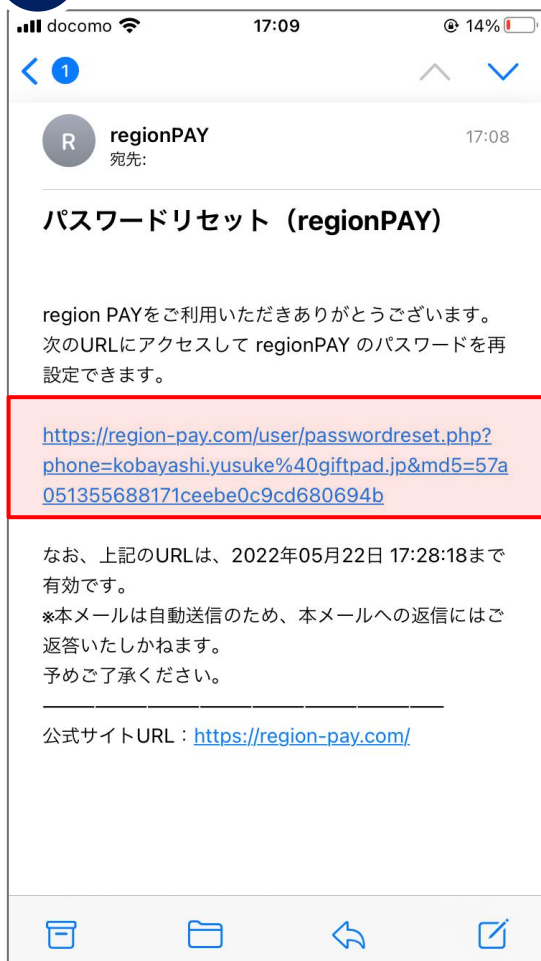 docomo 17:09 14%
1
R regionPAY 17:08
宛先:
パスワードリセット（regionPAY）
region PAYをご利用いただきありがとうございます。
次のURLにアクセスして regionPAY のパスワードを再
設定できます。
https://region-pay.com/user/passwordreset.php?
phone=kobayashi.yusuke%40giftpad.jp&md5=57a
051355688171ceebe0c9cd680694b
なお、上記のURLは、2022年05月22日 17:28:18まで
有効です。
※本メールは自動送信のため、本メールへの返信にはご
返答いたしかねます。
予めご了承ください。
公式サイトURL：https://region-pay.com/